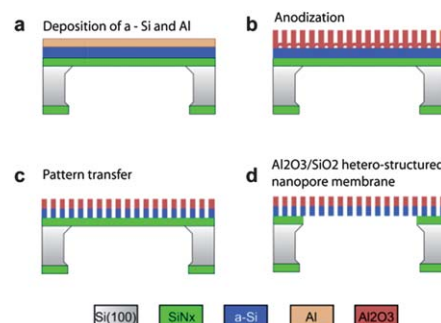 a Deposition of a - Si and Al
b Anodization
c Pattern transfer
d Al2O3/SiO2 hetero-structured
nanopore membrane
Si(100) SiNx a-Si Al Al2O3